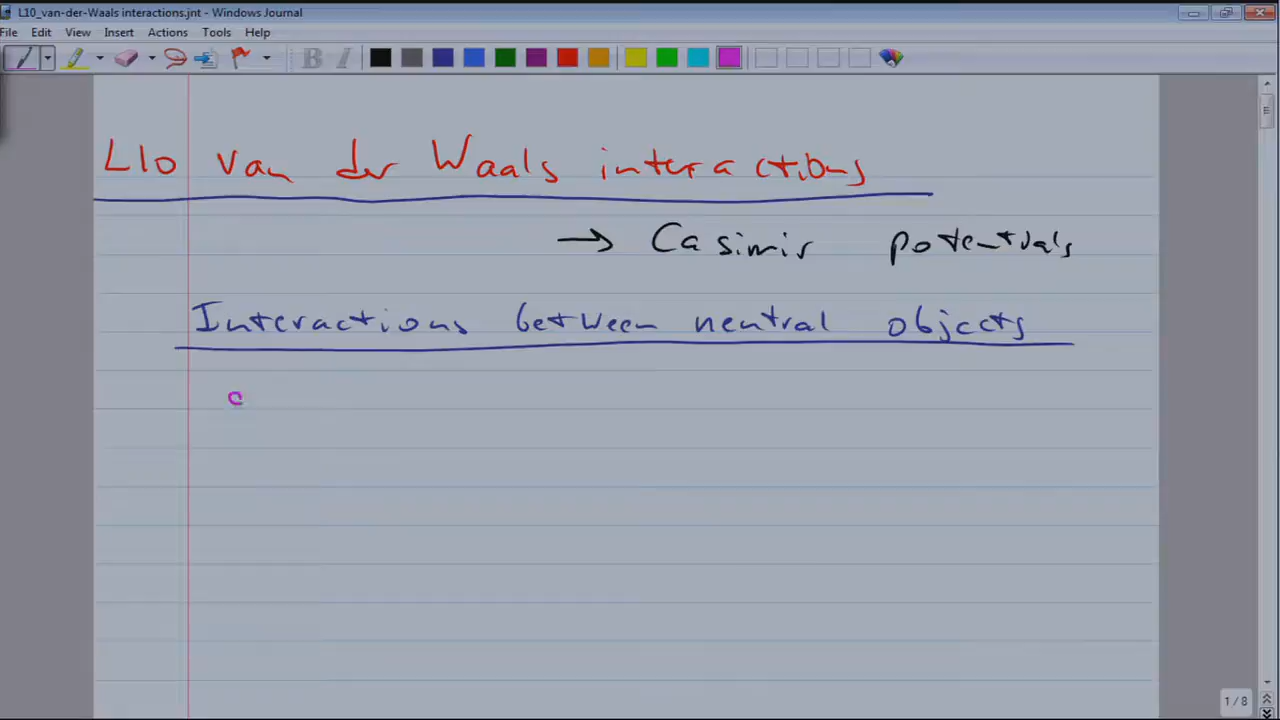 L10_van-der-Waals interactions.jnt - Windows Journal
File Edit View Insert Actions Tools Help
B I
L10 Van der Waals interactions
→ Casimir potentials
Interactions between neutral objects
1 / 8